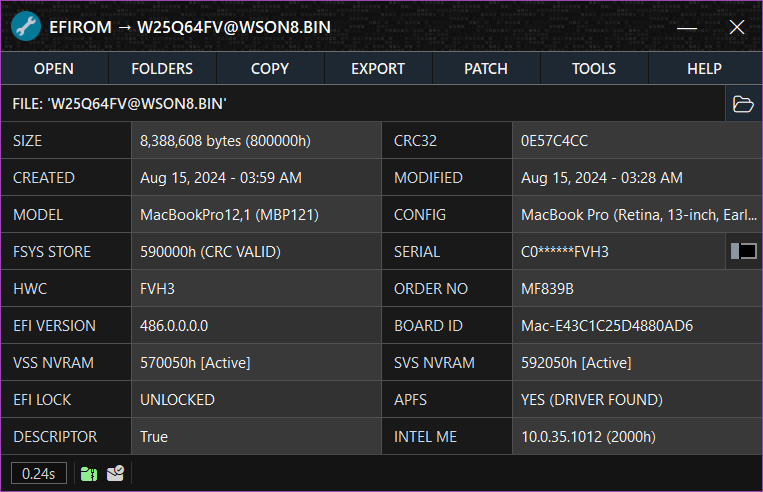 EFIROM → W25Q64FV@WSON8.BIN
OPEN FOLDERS COPY EXPORT PATCH TOOLS HELP
FILE: 'W25Q64FV@WSON8.BIN'
SIZE 8,388,608 bytes (800000h) CRC32 0E57C4CC
CREATED Aug 15, 2024 - 03:59 AM MODIFIED Aug 15, 2024 - 03:28 AM
MODEL MacBookPro12,1 (MBP121) CONFIG MacBook Pro (Retina, 13-inch, Earl...
FSYS STORE 590000h (CRC VALID) SERIAL C0******FVH3
HWC FVH3 ORDER NO MF839B
EFI VERSION 486.0.0.0.0 BOARD ID Mac-E43C1C25D4880AD6
VSS NVRAM 570050h [Active] SVS NVRAM 592050h [Active]
EFI LOCK UNLOCKED APFS YES (DRIVER FOUND)
DESCRIPTOR True INTEL ME 10.0.35.1012 (2000h)
0.24s